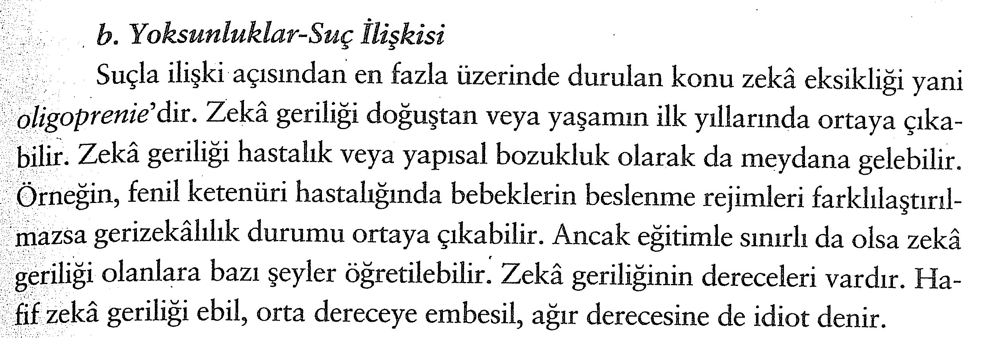 b. Yoksunluklar-Suç İlişkisi
Suçla ilişki açısından en fazla üzerinde durulan konu zekâ eksikliği yani
oligoprenie'dir. Zekâ geriliği doğuştan veya yaşamın ilk yıllarında ortaya çıka-
bilir. Zekâ geriliği hastalık veya yapısal bozukluk olarak da meydana gelebilir.
Örneğin, fenil ketenüri hastalığında bebeklerin beslenme rejimleri farklılaştırıl-
mazsa gerizekâlılık durumu ortaya çıkabilir. Ancak eğitimle sınırlı da olsa zekâ
geriliği olanlara bazı şeyler öğretilebilir. Zekâ geriliğinin dereceleri vardır. Ha-
fif zekâ geriliği ebil, orta dereceye embesil, ağır derecesine de idiot denir.